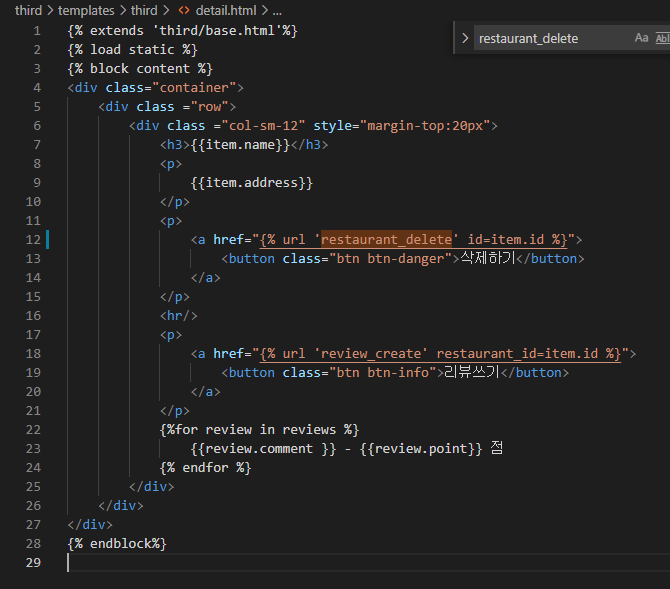 third > templates > third > <> detail.html > ...
restaurant_delete Aa Abl
1 {% extends 'third/base.html'%}
2 {% load static %}
3 {% block content %}
4 <div class="container">
5 <div class ="row">
6 <div class ="col-sm-12" style="margin-top:20px">
7 <h3>{{item.name}}</h3>
8 <p>
9 {{item.address}}
10 </p>
11 <p>
12 <a href="{% url 'restaurant_delete' id=item.id %}">
13 <button class="btn btn-danger">삭제하기</button>
14 </a>
15 </p>
16 <hr/>
17 <p>
18 <a href="{% url 'review_create' restaurant_id=item.id %}">
19 <button class="btn btn-info">리뷰쓰기</button>
20 </a>
21 </p>
22 {%for review in reviews %}
23 {{review.comment }} - {{review.point}} 점
24 {% endfor %}
25 </div>
26 </div>
27 </div>
28 {% endblock%}
29